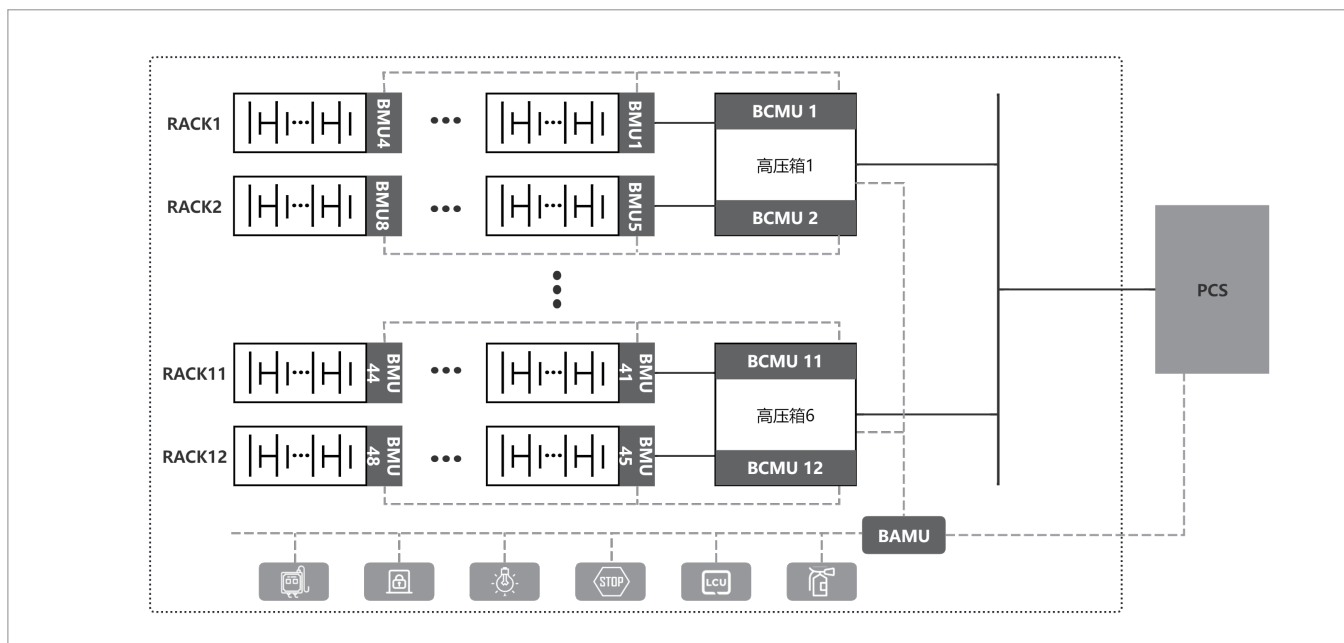 RACK1
BMU4
BMU1
BCMU 1
高压箱1
RACK2
BMU8
BMU5
BCMU 2
PCS
RACK11
BMU
44
BMU
41
BCMU 11
高压箱6
RACK12
BMU
48
BMU
45
BCMU 12
BAMU
STOP
LCU